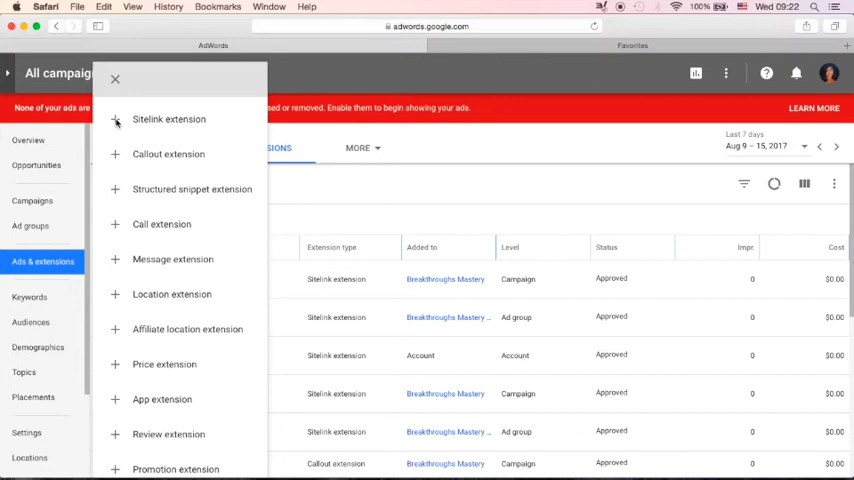 Safari File Edit View History Bookmarks Window Help 100% Wed 09:22
adwords.google.com
AdWords Favorites
All campaig
None of your ads are sed or removed. Enable them to begin showing your ads. LEARN MORE
Overview
Opportunities
Campaigns
Ad groups
Ads & extensions
Keywords
Audiences
Demographics
Topics
Placements
Settings
Locations
Sitelink extension
Callout extension
Structured snippet extension
Call extension
Message extension
Location extension
Affiliate location extension
Price extension
App extension
Review extension
Promotion extension
SIONS MORE
Last 7 days
Aug 9 – 15, 2017
Extension type Added to Level Status Impr. Cost
Sitelink extension Breakthroughs Mastery Campaign Approved 0 $0.00
Sitelink extension Breakthroughs Mastery ... Ad group Approved 0 $0.00
Sitelink extension Account Account Approved 0 $0.00
Sitelink extension Breakthroughs Mastery Campaign Approved 0 $0.00
Sitelink extension Breakthroughs Mastery ... Ad group Approved 0 $0.00
Callout extension Breakthroughs Mastery Campaign Approved 0 $0.00